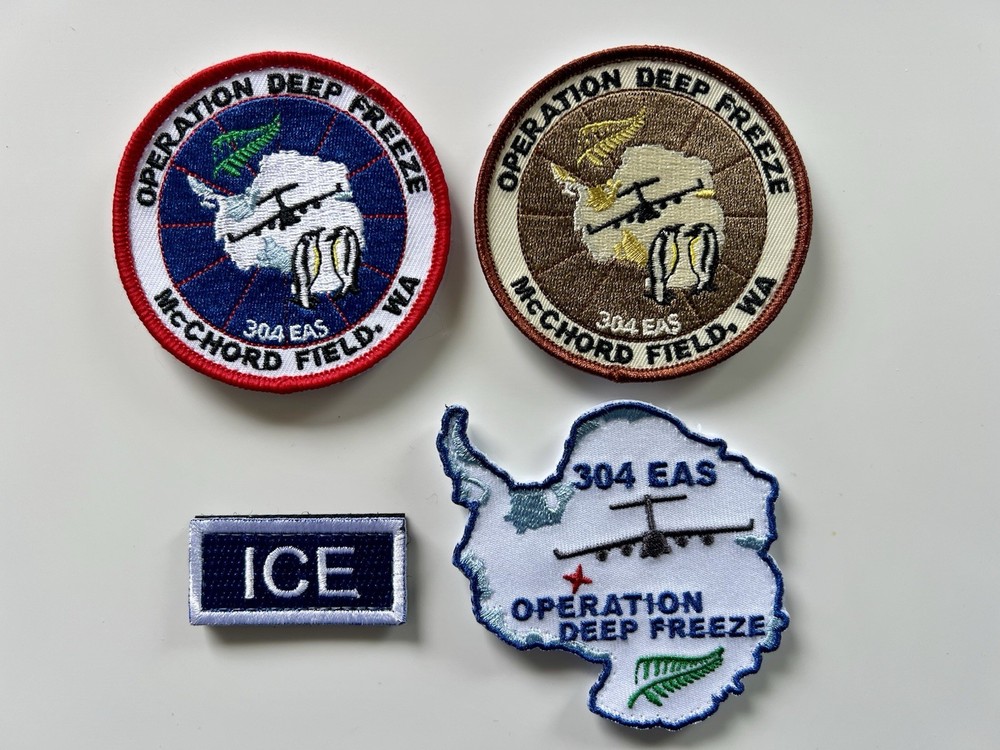 OPERATION DEEP FREEZE
304 EAS
McCHORD FIELD, WA
OPERATION DEEP FREEZE
304 EAS
McCHORD FIELD, WA
ICE
304 EAS
OPERATION
DEEP FREEZE